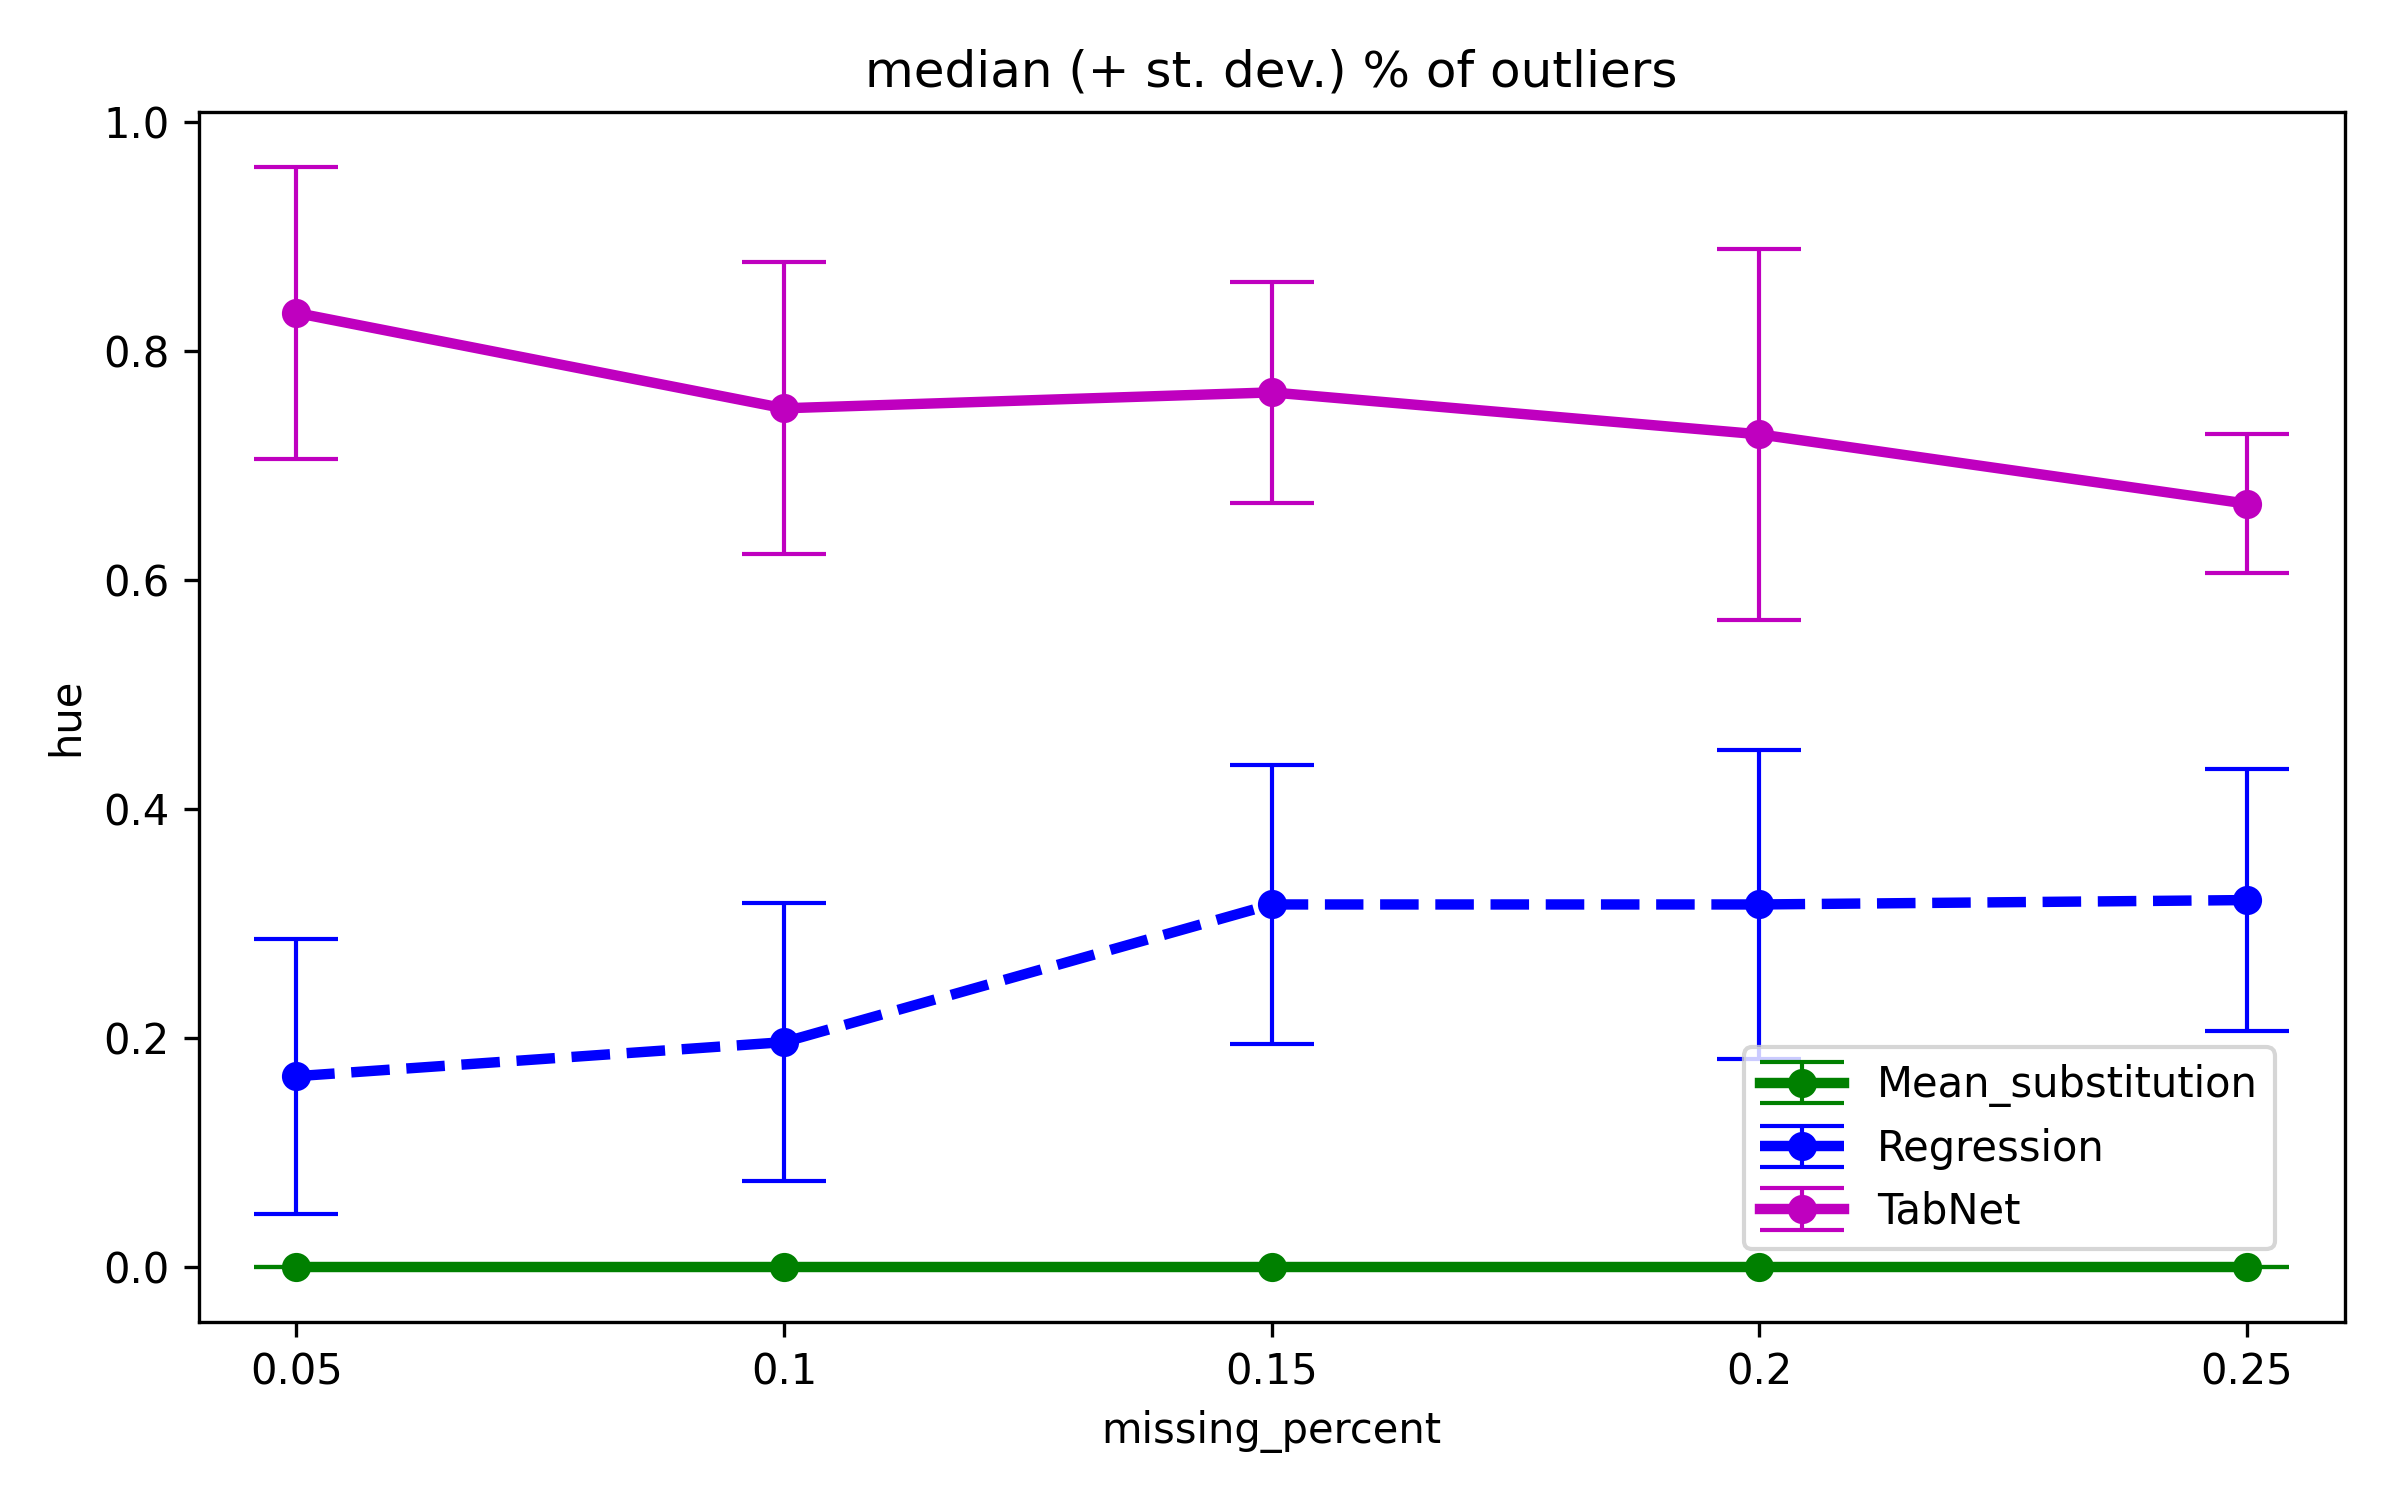 median (+ st. dev.) % of outliers
1.0
0.8
0.6
0.4
0.2
0.0
hue
Mean_substitution
Regression
TabNet
0.05 0.1 0.15 0.2 0.25
missing_percent